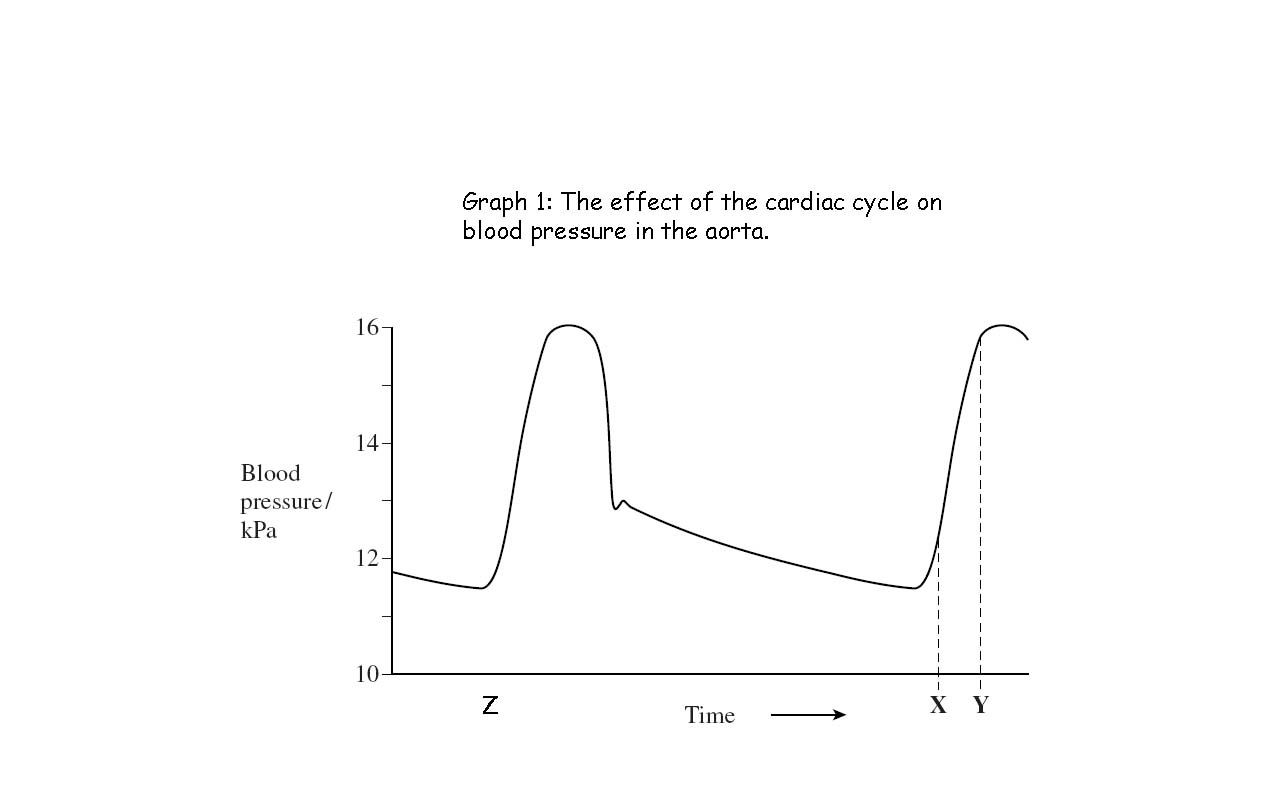 Graph 1: The effect of the cardiac cycle on
blood pressure in the aorta.
16
14
Blood
pressure/
kPa
12
10
Z
Time
X
Y